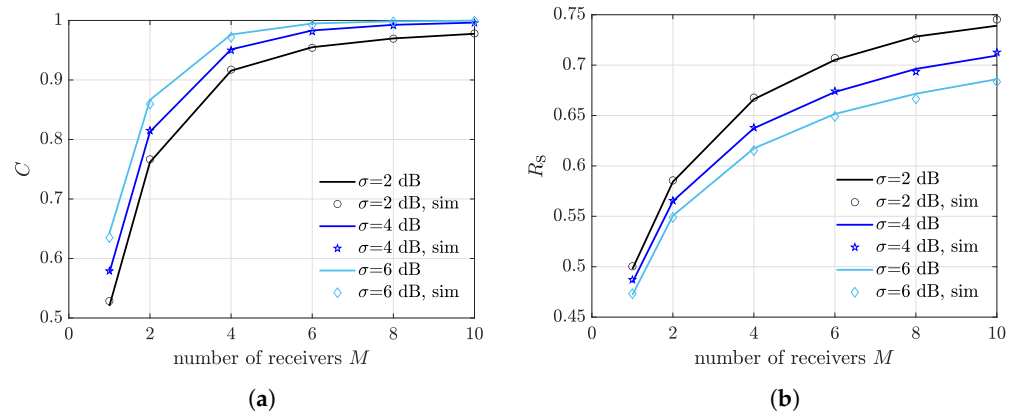 1
0.9
0.8
0.7
0.6
0.5
0 2 4 6 8 10
C
number of receivers M
σ=2 dB
σ=2 dB, sim
σ=4 dB
σ=4 dB, sim
σ=6 dB
σ=6 dB, sim
(a)
0.75
0.7
0.65
0.6
0.55
0.5
0.45
0 2 4 6 8 10
R_S
number of receivers M
σ=2 dB
σ=2 dB, sim
σ=4 dB
σ=4 dB, sim
σ=6 dB
σ=6 dB, sim
(b)